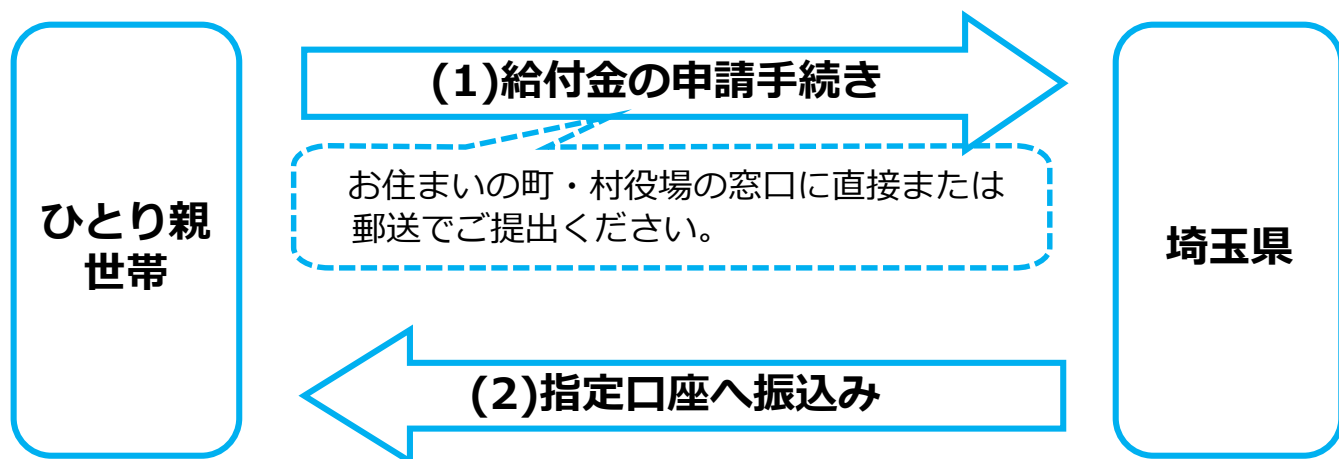 (1)給付金の申請手続き
お住まいの町・村役場の窓口に直接または
郵送でご提出ください。
ひとり親
世帯
埼玉県
(2)指定口座へ振込み